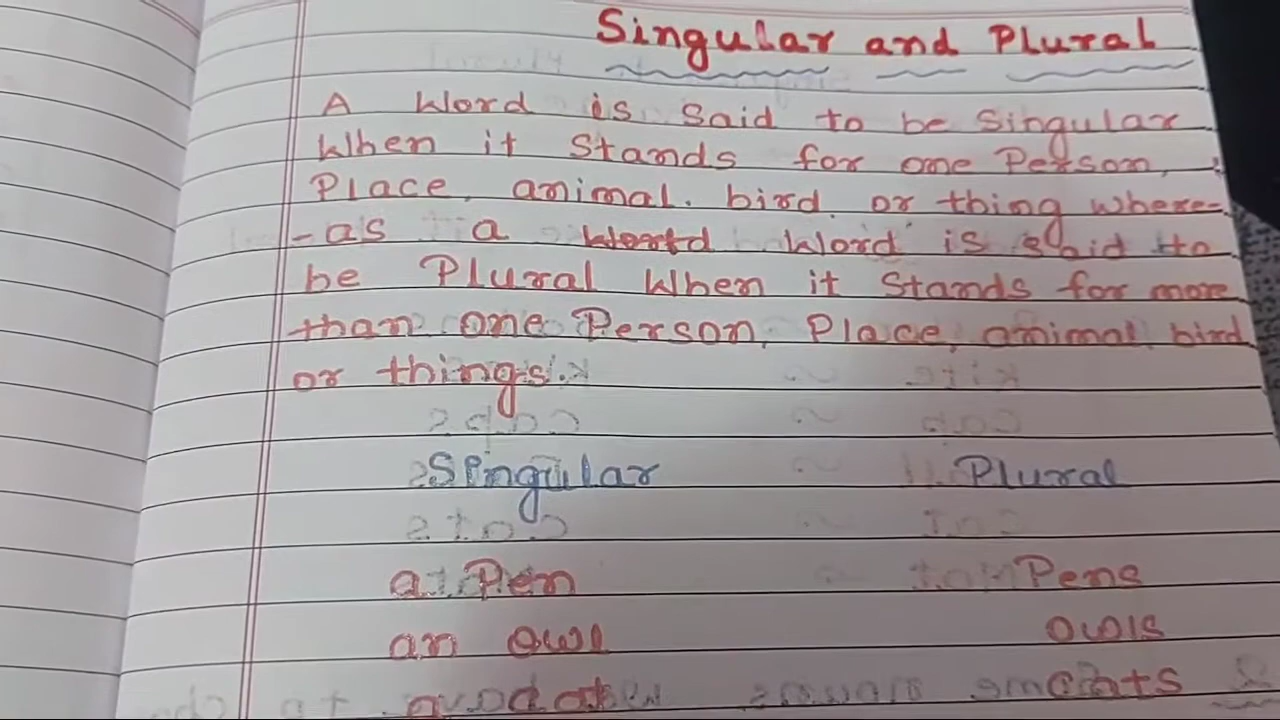 Singular and Plural
A Word is Said to be Singular
When it Stands for one Person,
Place, animal. bird. or thing where-
-as a Word is said to
be Plural When it Stands for more
than one Person, Place, animal, bird
or things.
Singular Plural
a Pen Pens
an owl owls